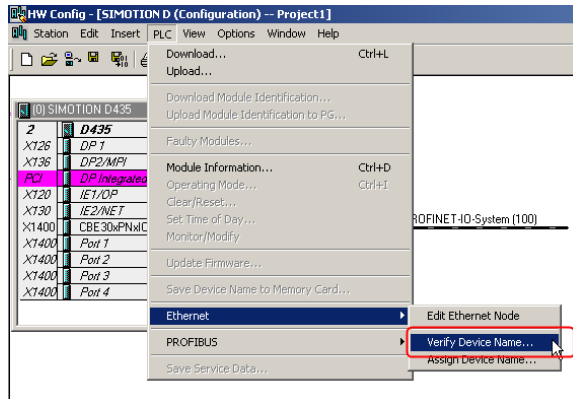 HW Config - [SIMOTION D (Configuration) -- Project1]
Station Edit Insert PLC View Options Window Help
Download... Ctrl+L
Upload...
Download Module Identification...
Upload Module Identification to PG...
Faulty Modules...
Module Information... Ctrl+D
Operating Mode... Ctrl+I
Clear/Reset...
Set Time of Day...
Monitor/Modify
Update Firmware...
Save Device Name to Memory Card...
Ethernet
PROFIBUS
Save Service Data...
Edit Ethernet Node
Verify Device Name...
Assign Device Name...
(0) SIMOTION D435
2 D435
X126 DP 1
X136 DP2/MPI
PCI DP Integrated
X120 IE1/OP
X130 IE2/NET
X1400 CBE30xPNxIO
X1400 Port 1
X1400 Port 2
X1400 Port 3
X1400 Port 4
ROFINET-IO-System (100)